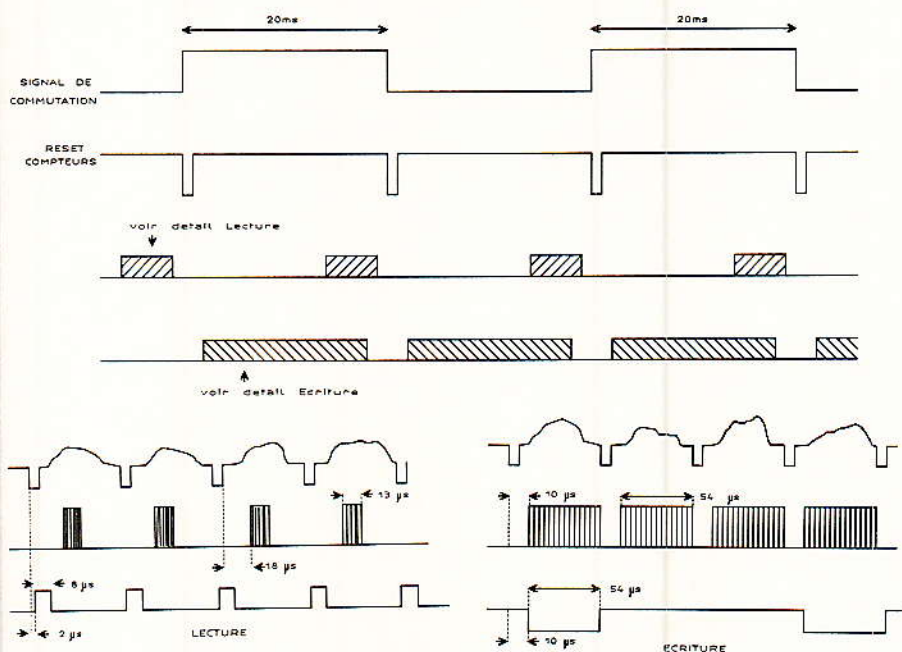 20ms
20ms
SIGNAL DE
COMMUTATION
RESET
COMPTEURS
voir detail Lecture
voir detail Ecriture
13 µs
10 µs
54 µs
18 µs
6 µs
54 µs
2 µs
LECTURE
10 µs
ECRITURE